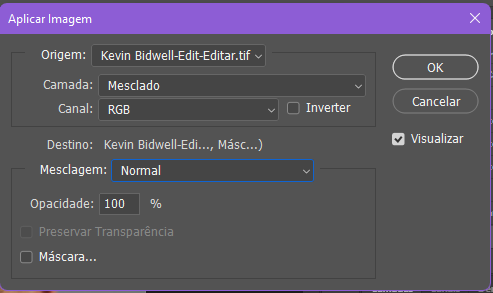 Aplicar Imagem
Origem: Kevin Bidwell-Edit-Editar.tif
OK
Camada: Mesclado
Canal: RGB Inverter
Cancelar
Destino: Kevin Bidwell-Edi..., Másc...)
Visualizar
Mesclagem: Normal
Opacidade: 100 %
Preservar Transparência
Máscara...